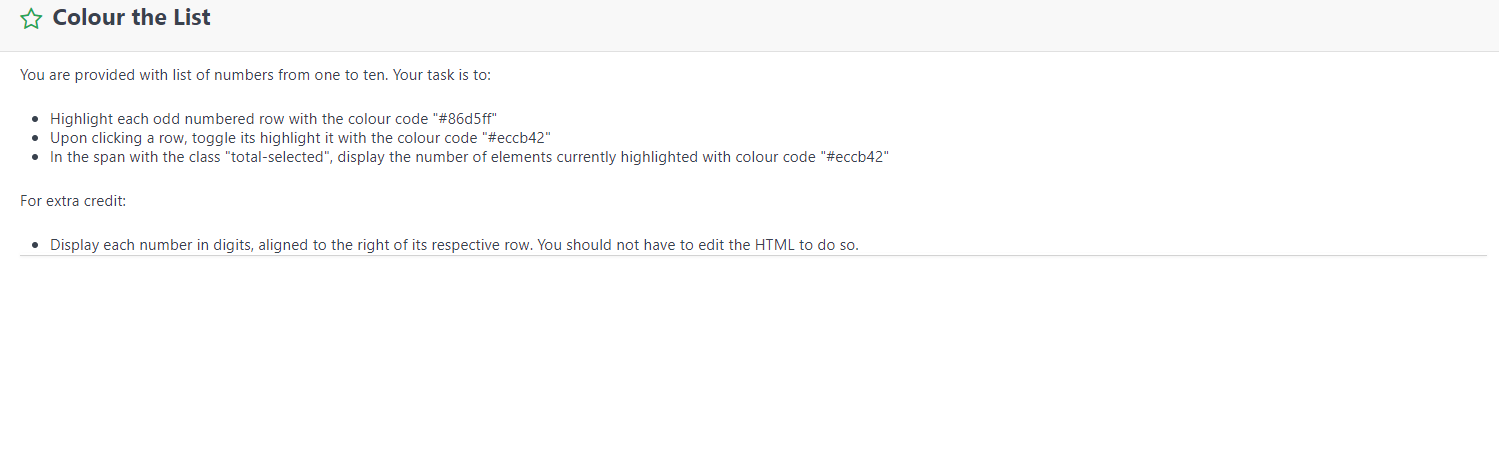 Colour the List
You are provided with list of numbers from one to ten. Your task is to:
Highlight each odd numbered row with the colour code "#86d5ff"
Upon clicking a row, toggle its highlight it with the colour code "#eccb42"
In the span with the class "total-selected", display the number of elements currently highlighted with colour code "#eccb42"
For extra credit:
Display each number in digits, aligned to the right of its respective row. You should not have to edit the HTML to do so.